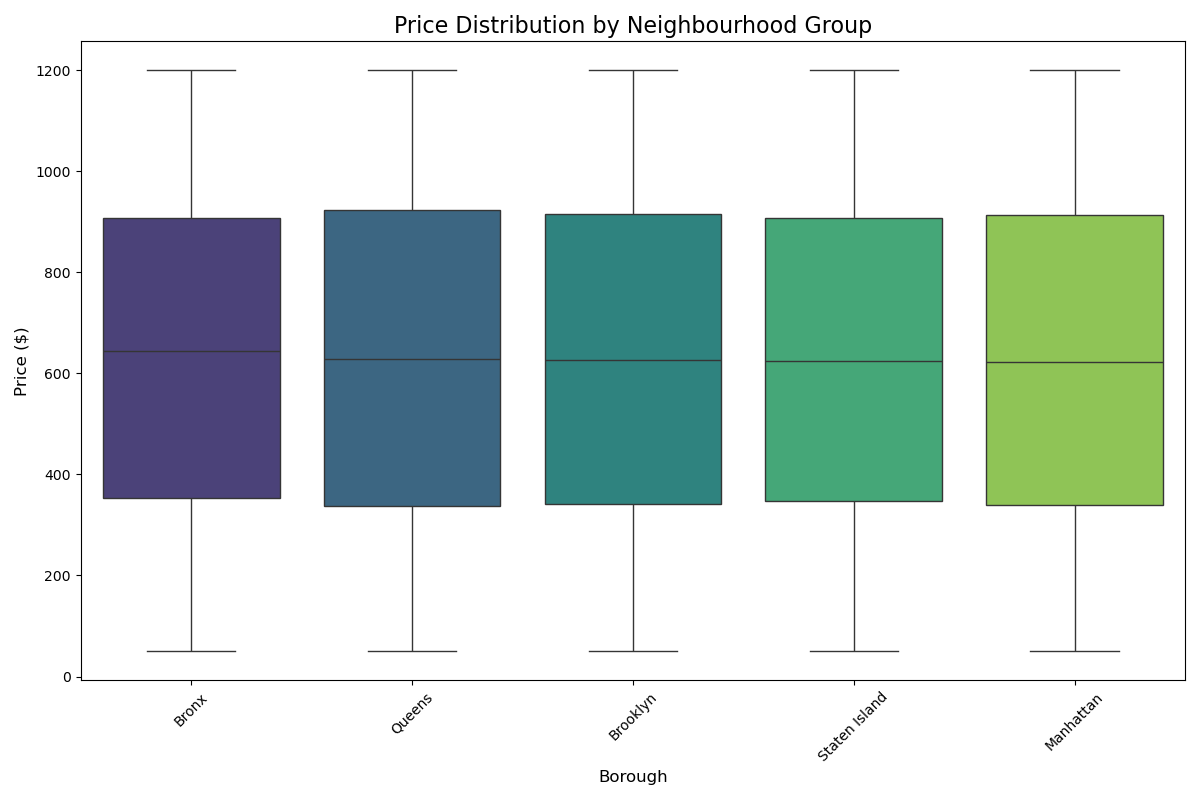 Price Distribution by Neighbourhood Group
Price ($)
1200
1000
800
600
400
200
0
Bronx
Queens
Brooklyn
Staten Island
Manhattan
Borough